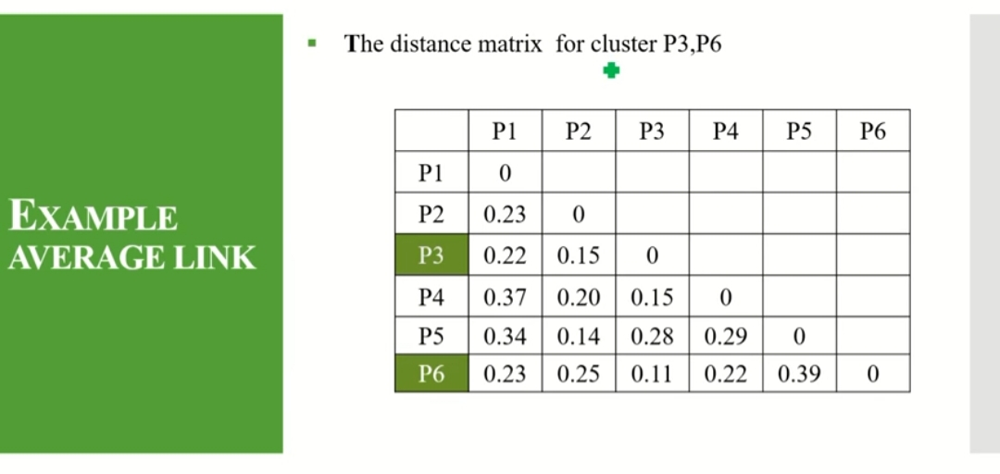 The distance matrix for cluster P3,P6
EXAMPLE
AVERAGE LINK
P1 P2 P3 P4 P5 P6
P1 0
P2 0.23 0
P3 0.22 0.15 0
P4 0.37 0.20 0.15 0
P5 0.34 0.14 0.28 0.29 0
P6 0.23 0.25 0.11 0.22 0.39 0